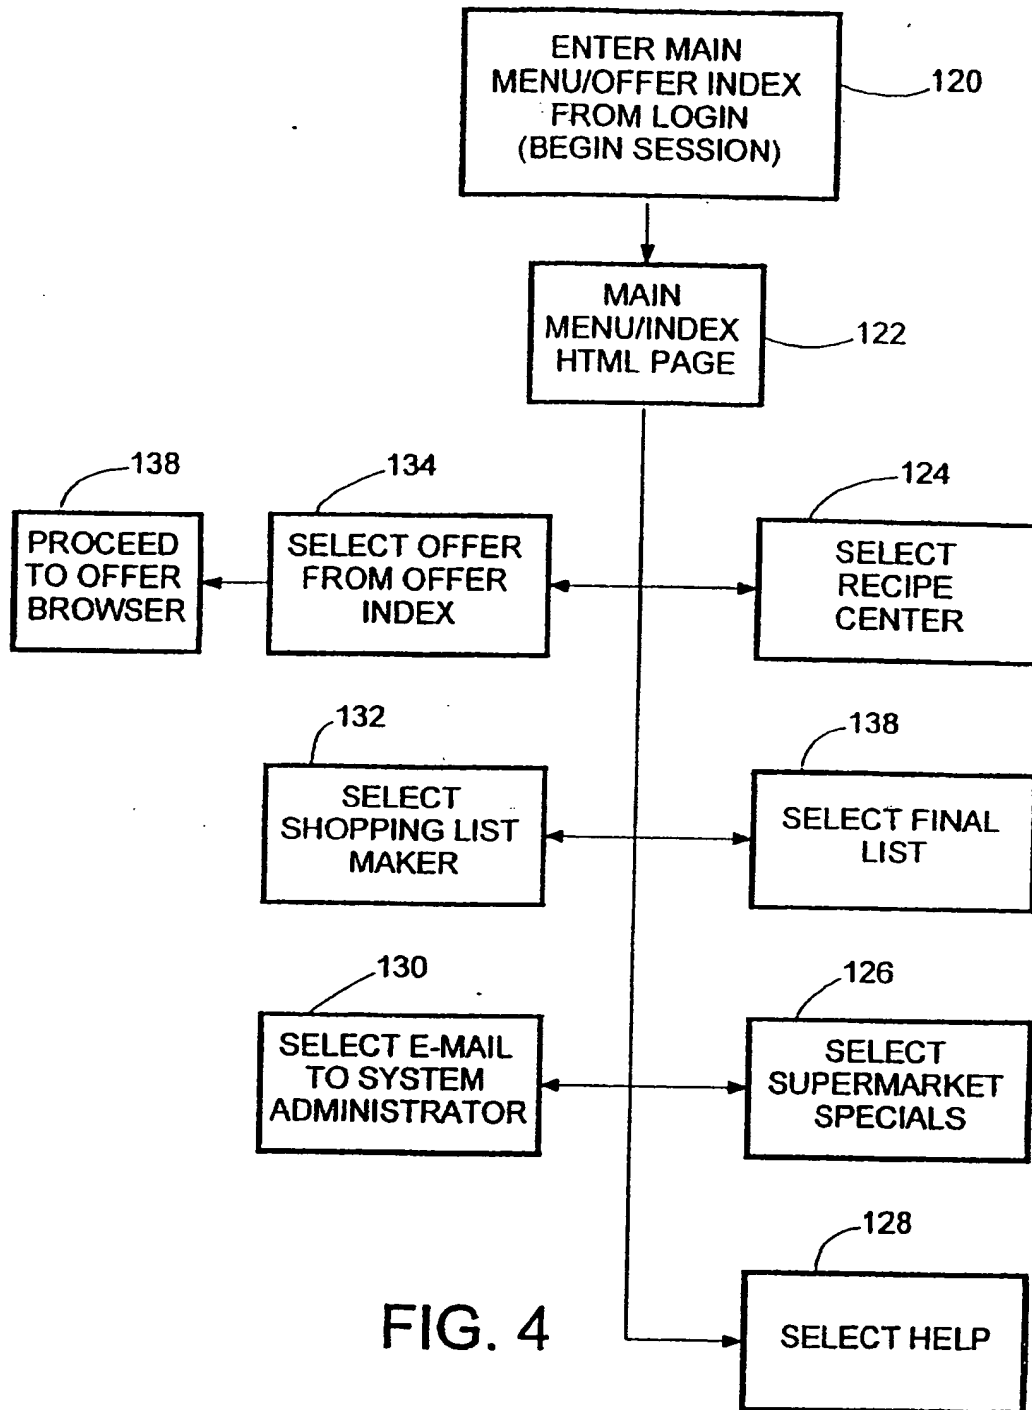 ENTER MAIN
MENU/OFFER INDEX
FROM LOGIN
(BEGIN SESSION)
120
MAIN
MENU/INDEX
HTML PAGE
122
138
PROCEED
TO OFFER
BROWSER
134
SELECT OFFER
FROM OFFER
INDEX
124
SELECT
RECIPE
CENTER
132
SELECT
SHOPPING LIST
MAKER
138
SELECT FINAL
LIST
130
SELECT E-MAIL
TO SYSTEM
ADMINISTRATOR
126
SELECT
SUPERMARKET
SPECIALS
128
SELECT HELP
FIG. 4